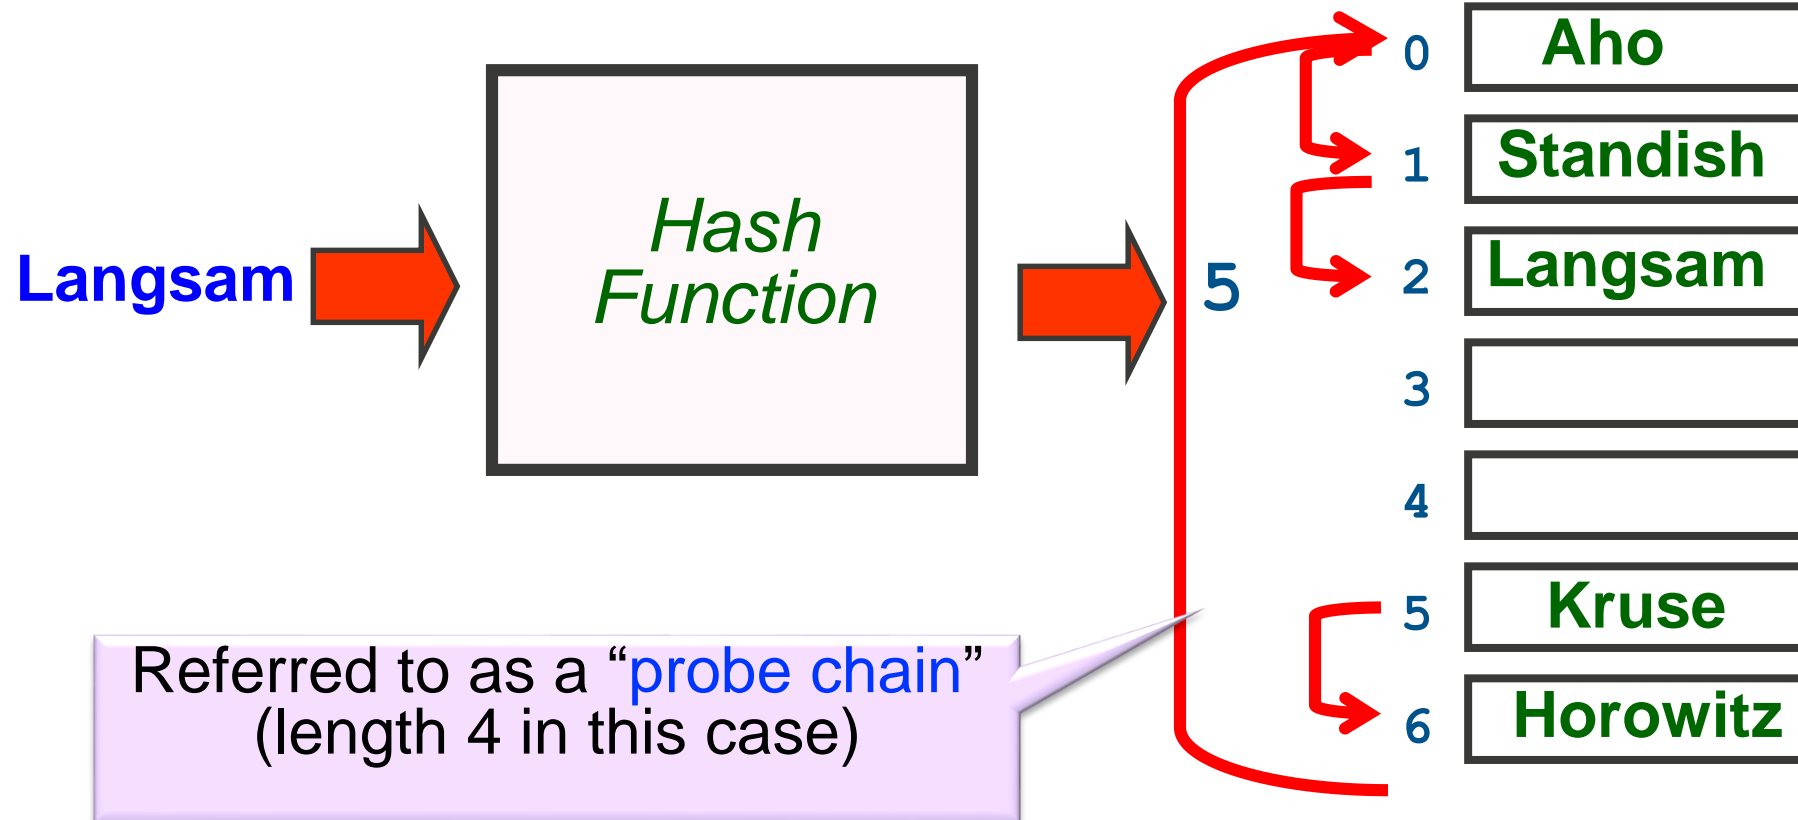 Langsam
Hash
Function
5
0 Aho
1 Standish
2 Langsam
3
4
5 Kruse
6 Horowitz
Referred to as a “probe chain”
(length 4 in this case)